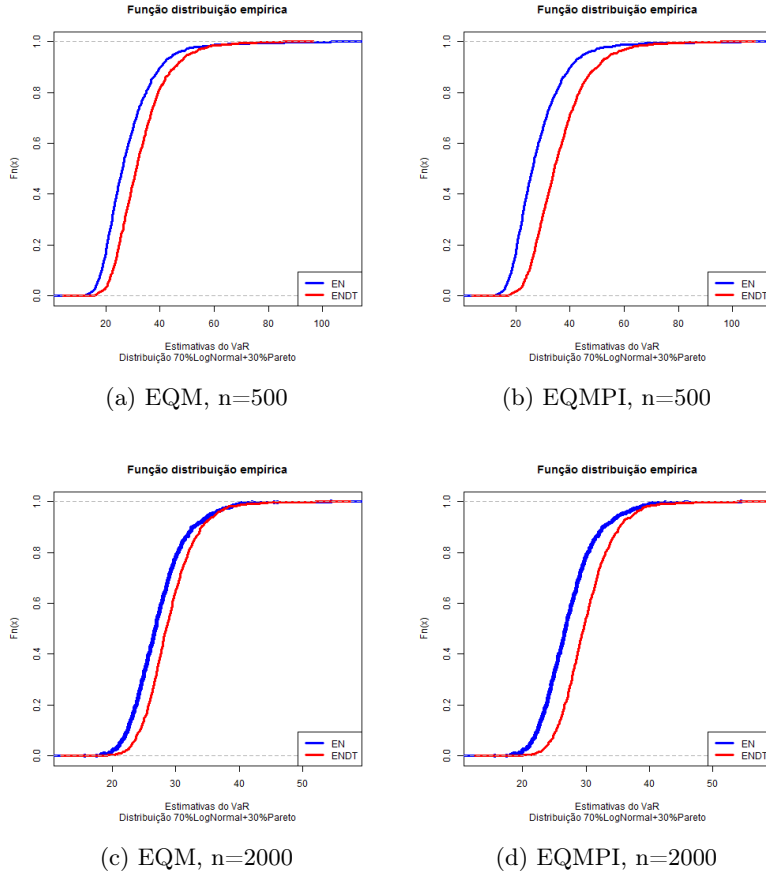 Função distribuição empírica
Fn(x)
0.0 0.2 0.4 0.6 0.8 1.0
20 40 60 80 100
EN
ENDT
Estimativas do VaR
Distribuição 70%LogNormal+30%Pareto
(a) EQM, n=500
Função distribuição empírica
Fn(x)
0.0 0.2 0.4 0.6 0.8 1.0
20 40 60 80 100
EN
ENDT
Estimativas do VaR
Distribuição 70%LogNormal+30%Pareto
(b) EQMPI, n=500
Função distribuição empírica
Fn(x)
0.0 0.2 0.4 0.6 0.8 1.0
20 30 40 50
EN
ENDT
Estimativas do VaR
Distribuição 70%LogNormal+30%Pareto
(c) EQM, n=2000
Função distribuição empírica
Fn(x)
0.0 0.2 0.4 0.6 0.8 1.0
20 30 40 50
EN
ENDT
Estimativas do VaR
Distribuição 70%LogNormal+30%Pareto
(d) EQMPI, n=2000